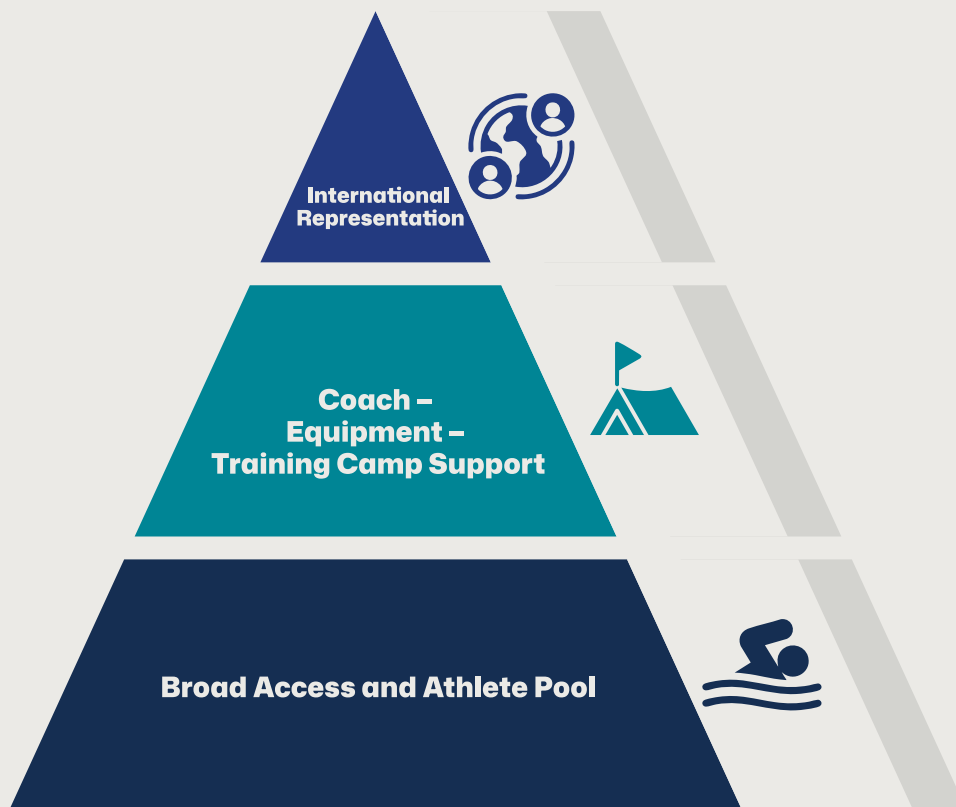 International
Representation
Coach –
Equipment –
Training Camp Support
Broad Access and Athlete Pool